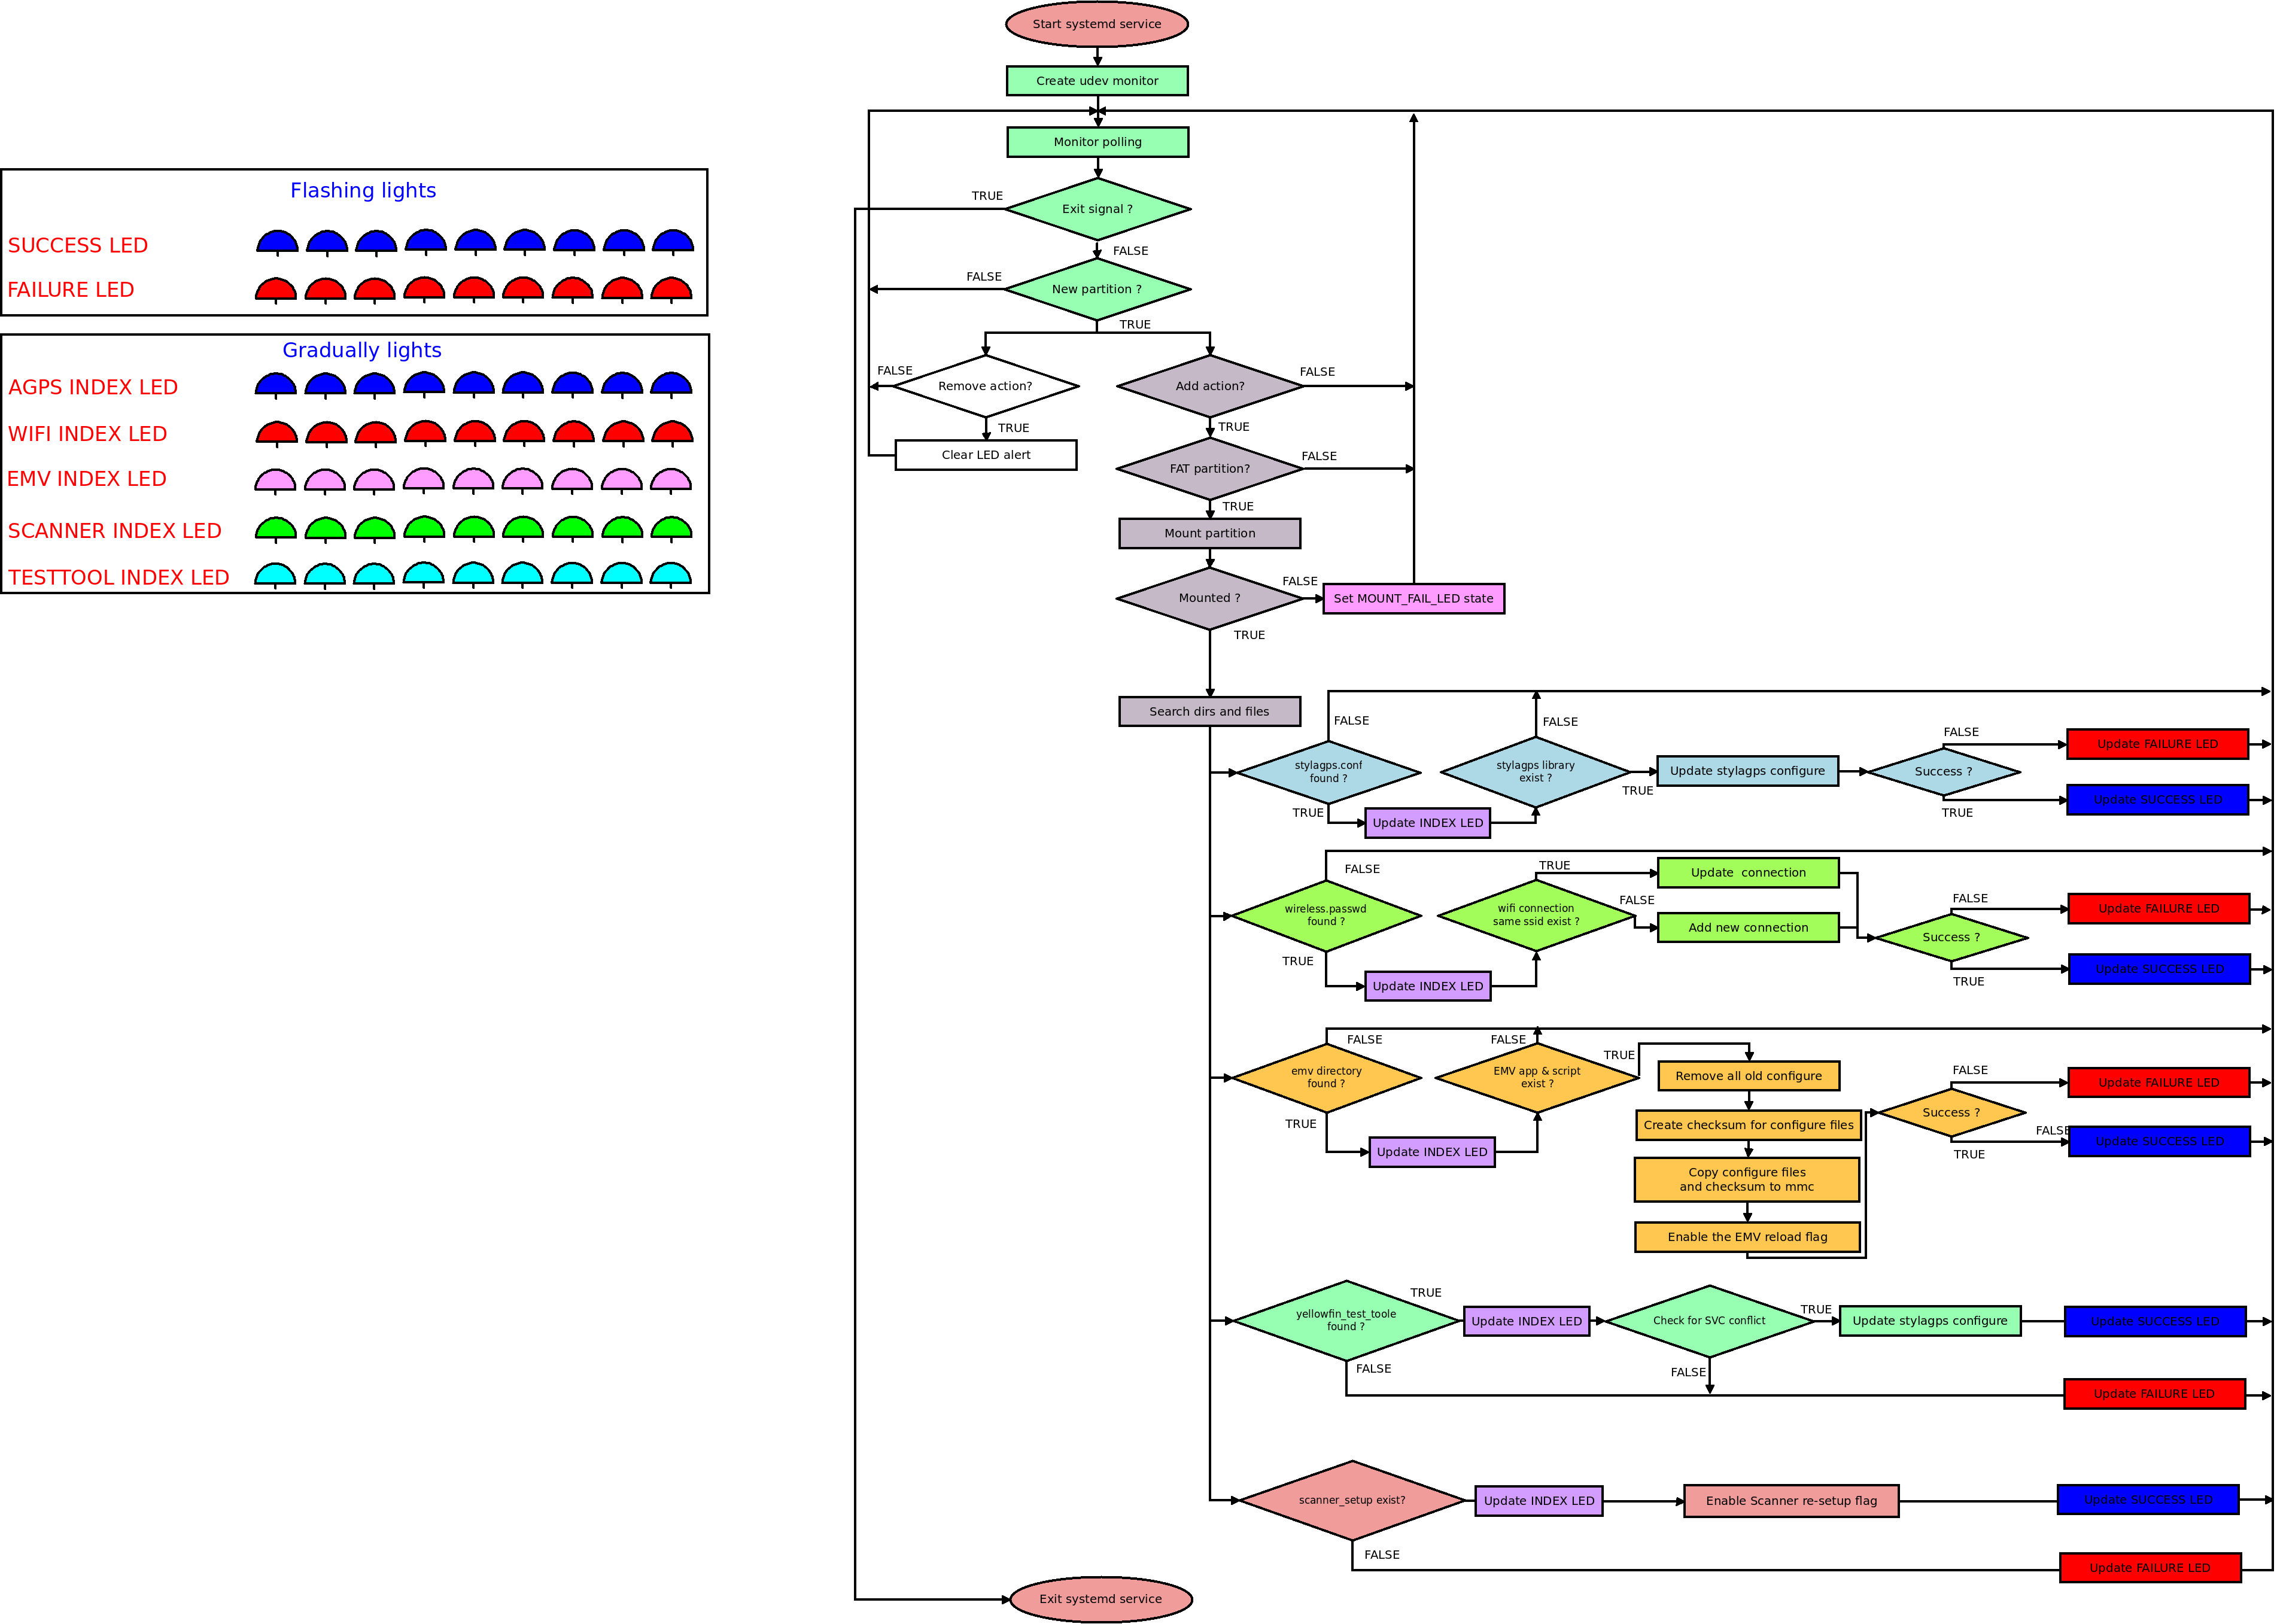 Start systemd service
Create udev monitor
Monitor polling
Flashing lights
TRUE
Exit signal ?
SUCCESS LED
FALSE
FALSE
New partition ?
FAILURE LED
TRUE
Gradually lights
FALSE
Remove action?
Add action?
FALSE
AGPS INDEX LED
TRUE
TRUE
WIFI INDEX LED
Clear LED alert
FALSE
FAT partition?
EMV INDEX LED
TRUE
SCANNER INDEX LED
Mount partition
TESTTOOL INDEX LED
FALSE
Mounted ?
Set MOUNT_FAIL_LED state
TRUE
Search dirs and files
FALSE
FALSE
FALSE
Update FAILURE LED
stylagps.conf
found ?
stylagps library
exist ?
Update stylagps configure
Success ?
TRUE
Update SUCCESS LED
TRUE
TRUE
Update INDEX LED
FALSE
TRUE
Update  connection
FALSE
FALSE
Update FAILURE LED
wireless.passwd
found ?
wifi connection
same ssid exist ?
Add new connection
Success ?
TRUE
Update SUCCESS LED
TRUE
Update INDEX LED
FALSE
FALSE
TRUE
emv directory
found ?
EMV app & script
exist ?
Remove all old configure
FALSE
Update FAILURE LED
Success ?
TRUE
Create checksum for configure files
FALSE
Update SUCCESS LED
TRUE
Update INDEX LED
Copy configure files
and checksum to mmc
Enable the EMV reload flag
TRUE
yellowfin_test_toole
found ?
Update INDEX LED
Check for SVC conflict
TRUE
Update stylagps configure
Update SUCCESS LED
FALSE
FALSE
Update FAILURE LED
scanner_setup exist?
Update INDEX LED
Enable Scanner re-setup flag
Update SUCCESS LED
FALSE
Update FAILURE LED
Exit systemd service